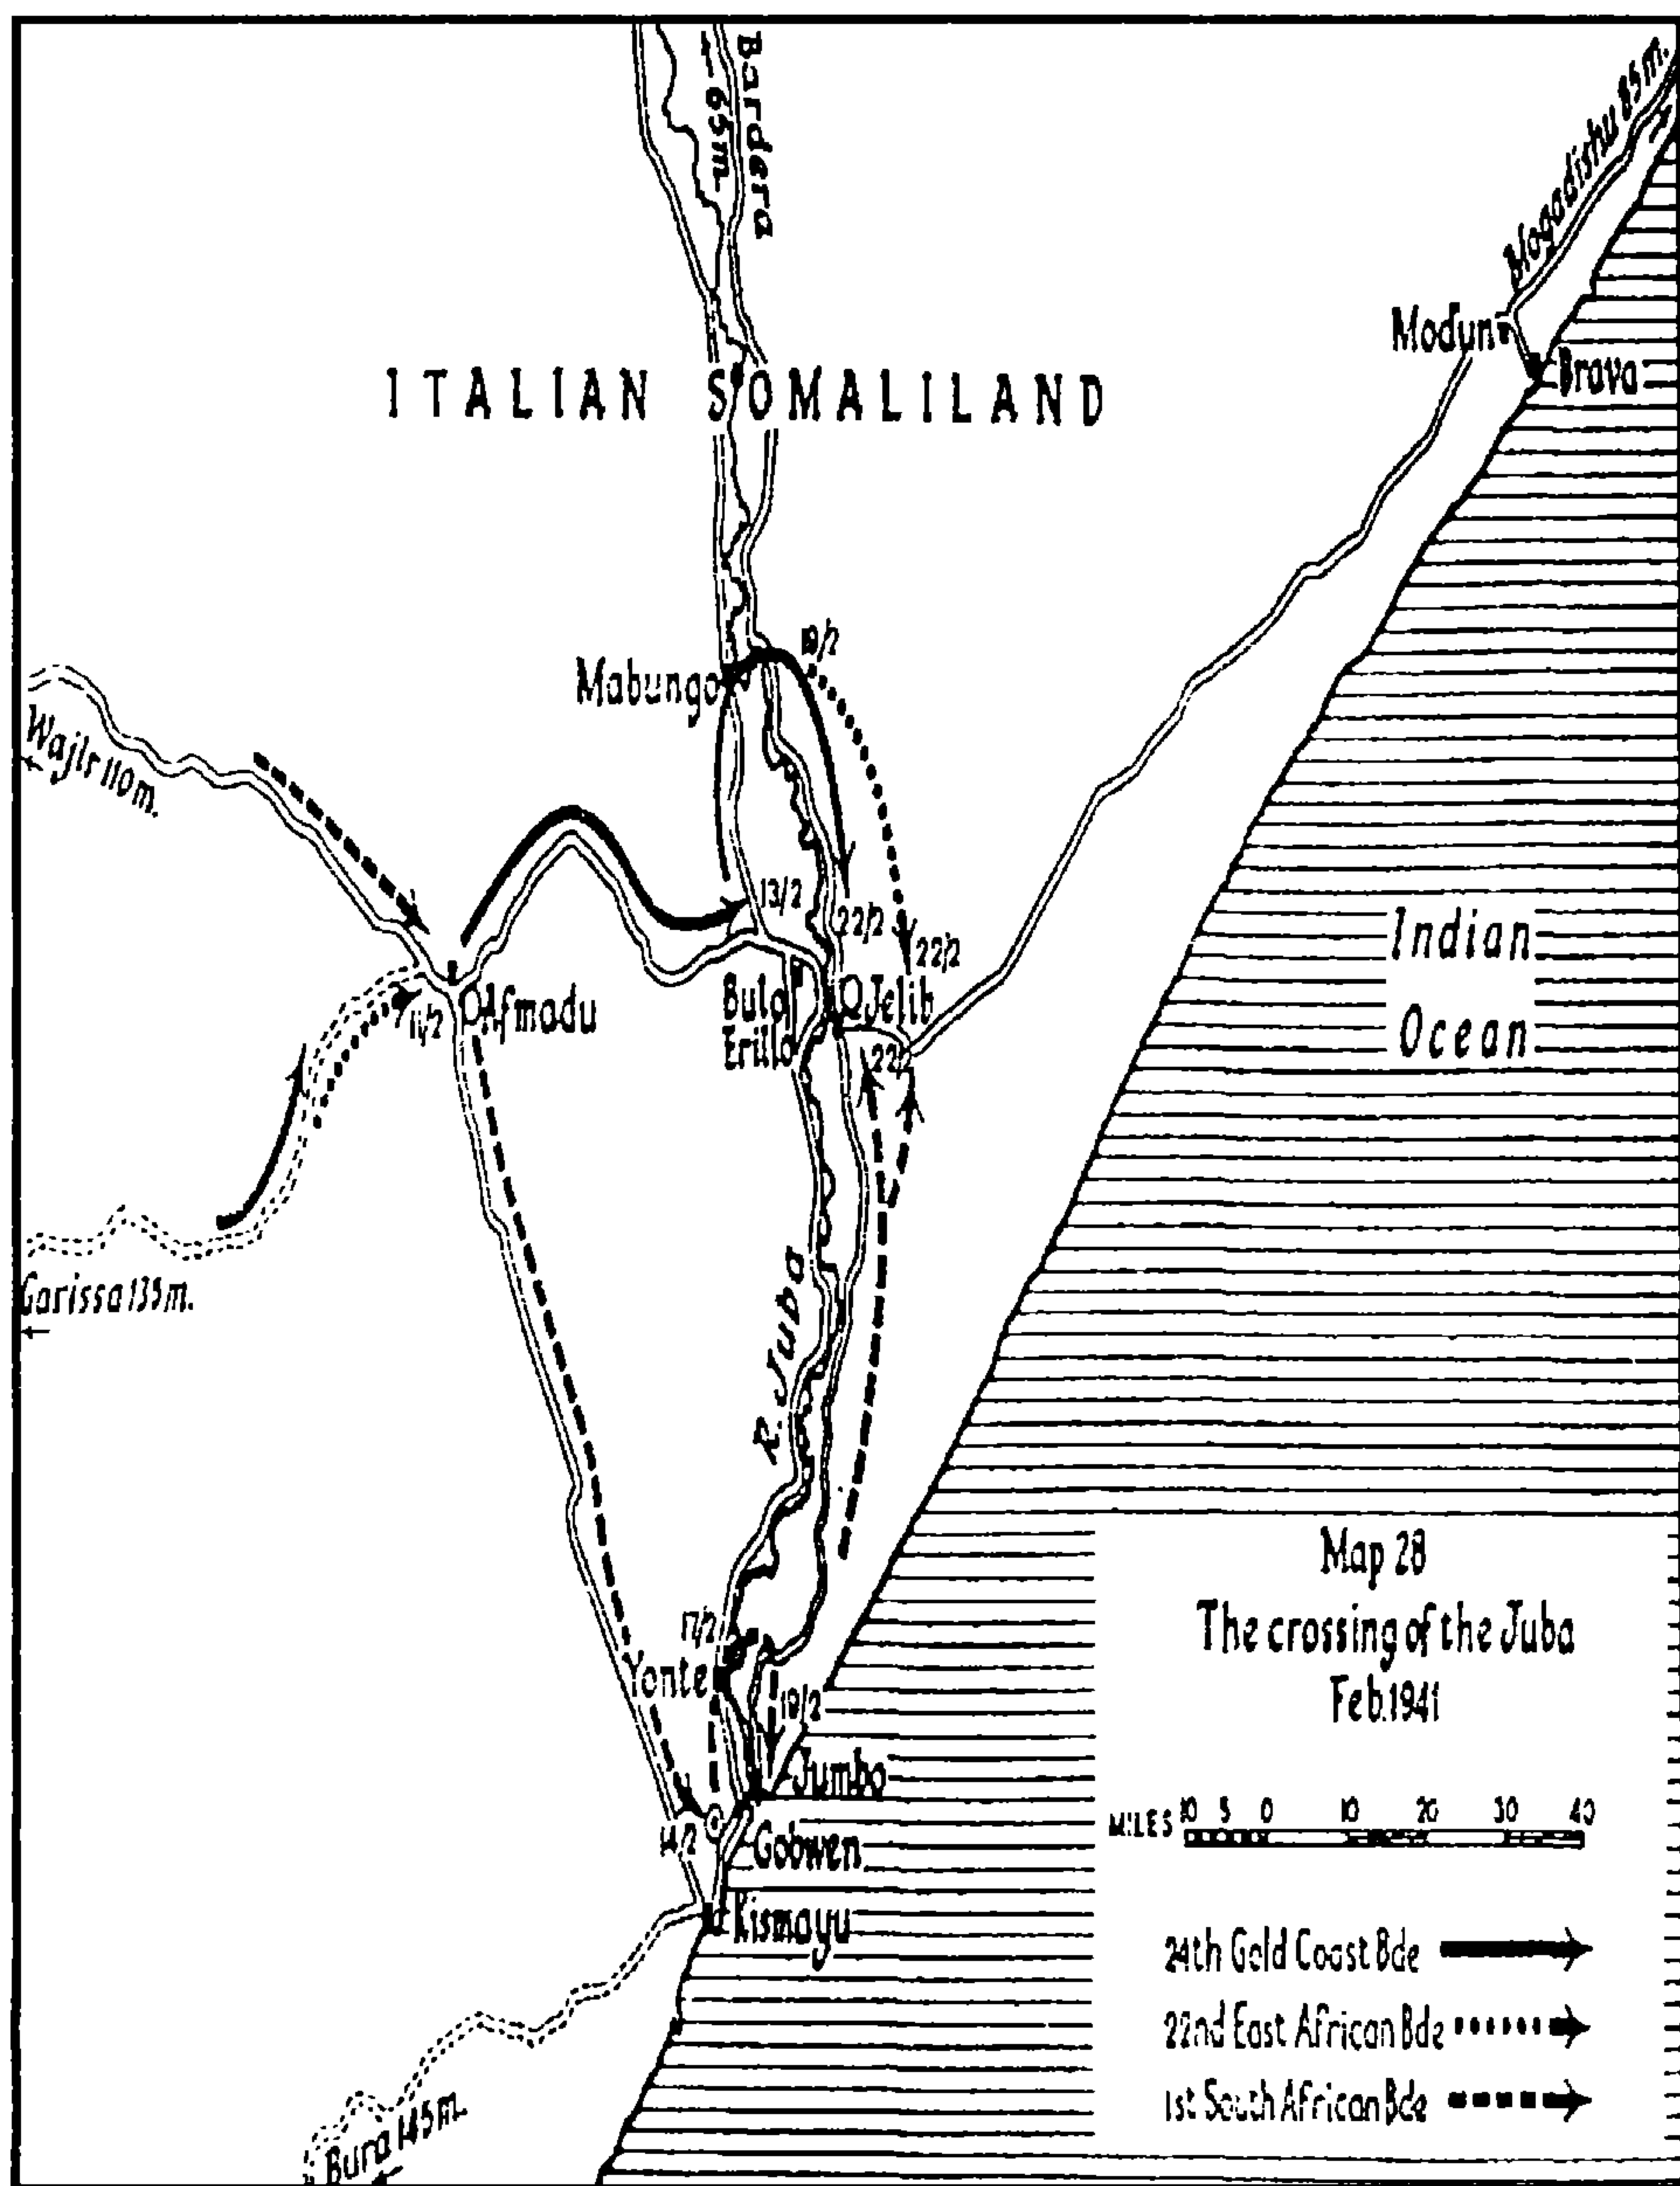 Bardera
65m.
Mogadishu 85m.
Modun
Brava
ITALIAN SOMALILAND
19/2
Mabungo
Wajir 110m.
13/2
22/2
22/2
Indian
Ocean
11/2
Afmadu
Bulo
Erillo
Jelib
22/2
Garissa 135m.
R. Juba
17/2
Yonte
19/2
Jumbo
14/2
Gobwen
Kismayu
Bura 145m.
Map 28
The crossing of the Juba
Feb.1941
MILES 10 5 0 10 20 30 40
24th Gold Coast Bde
22nd East African Bde
1st South African Bde